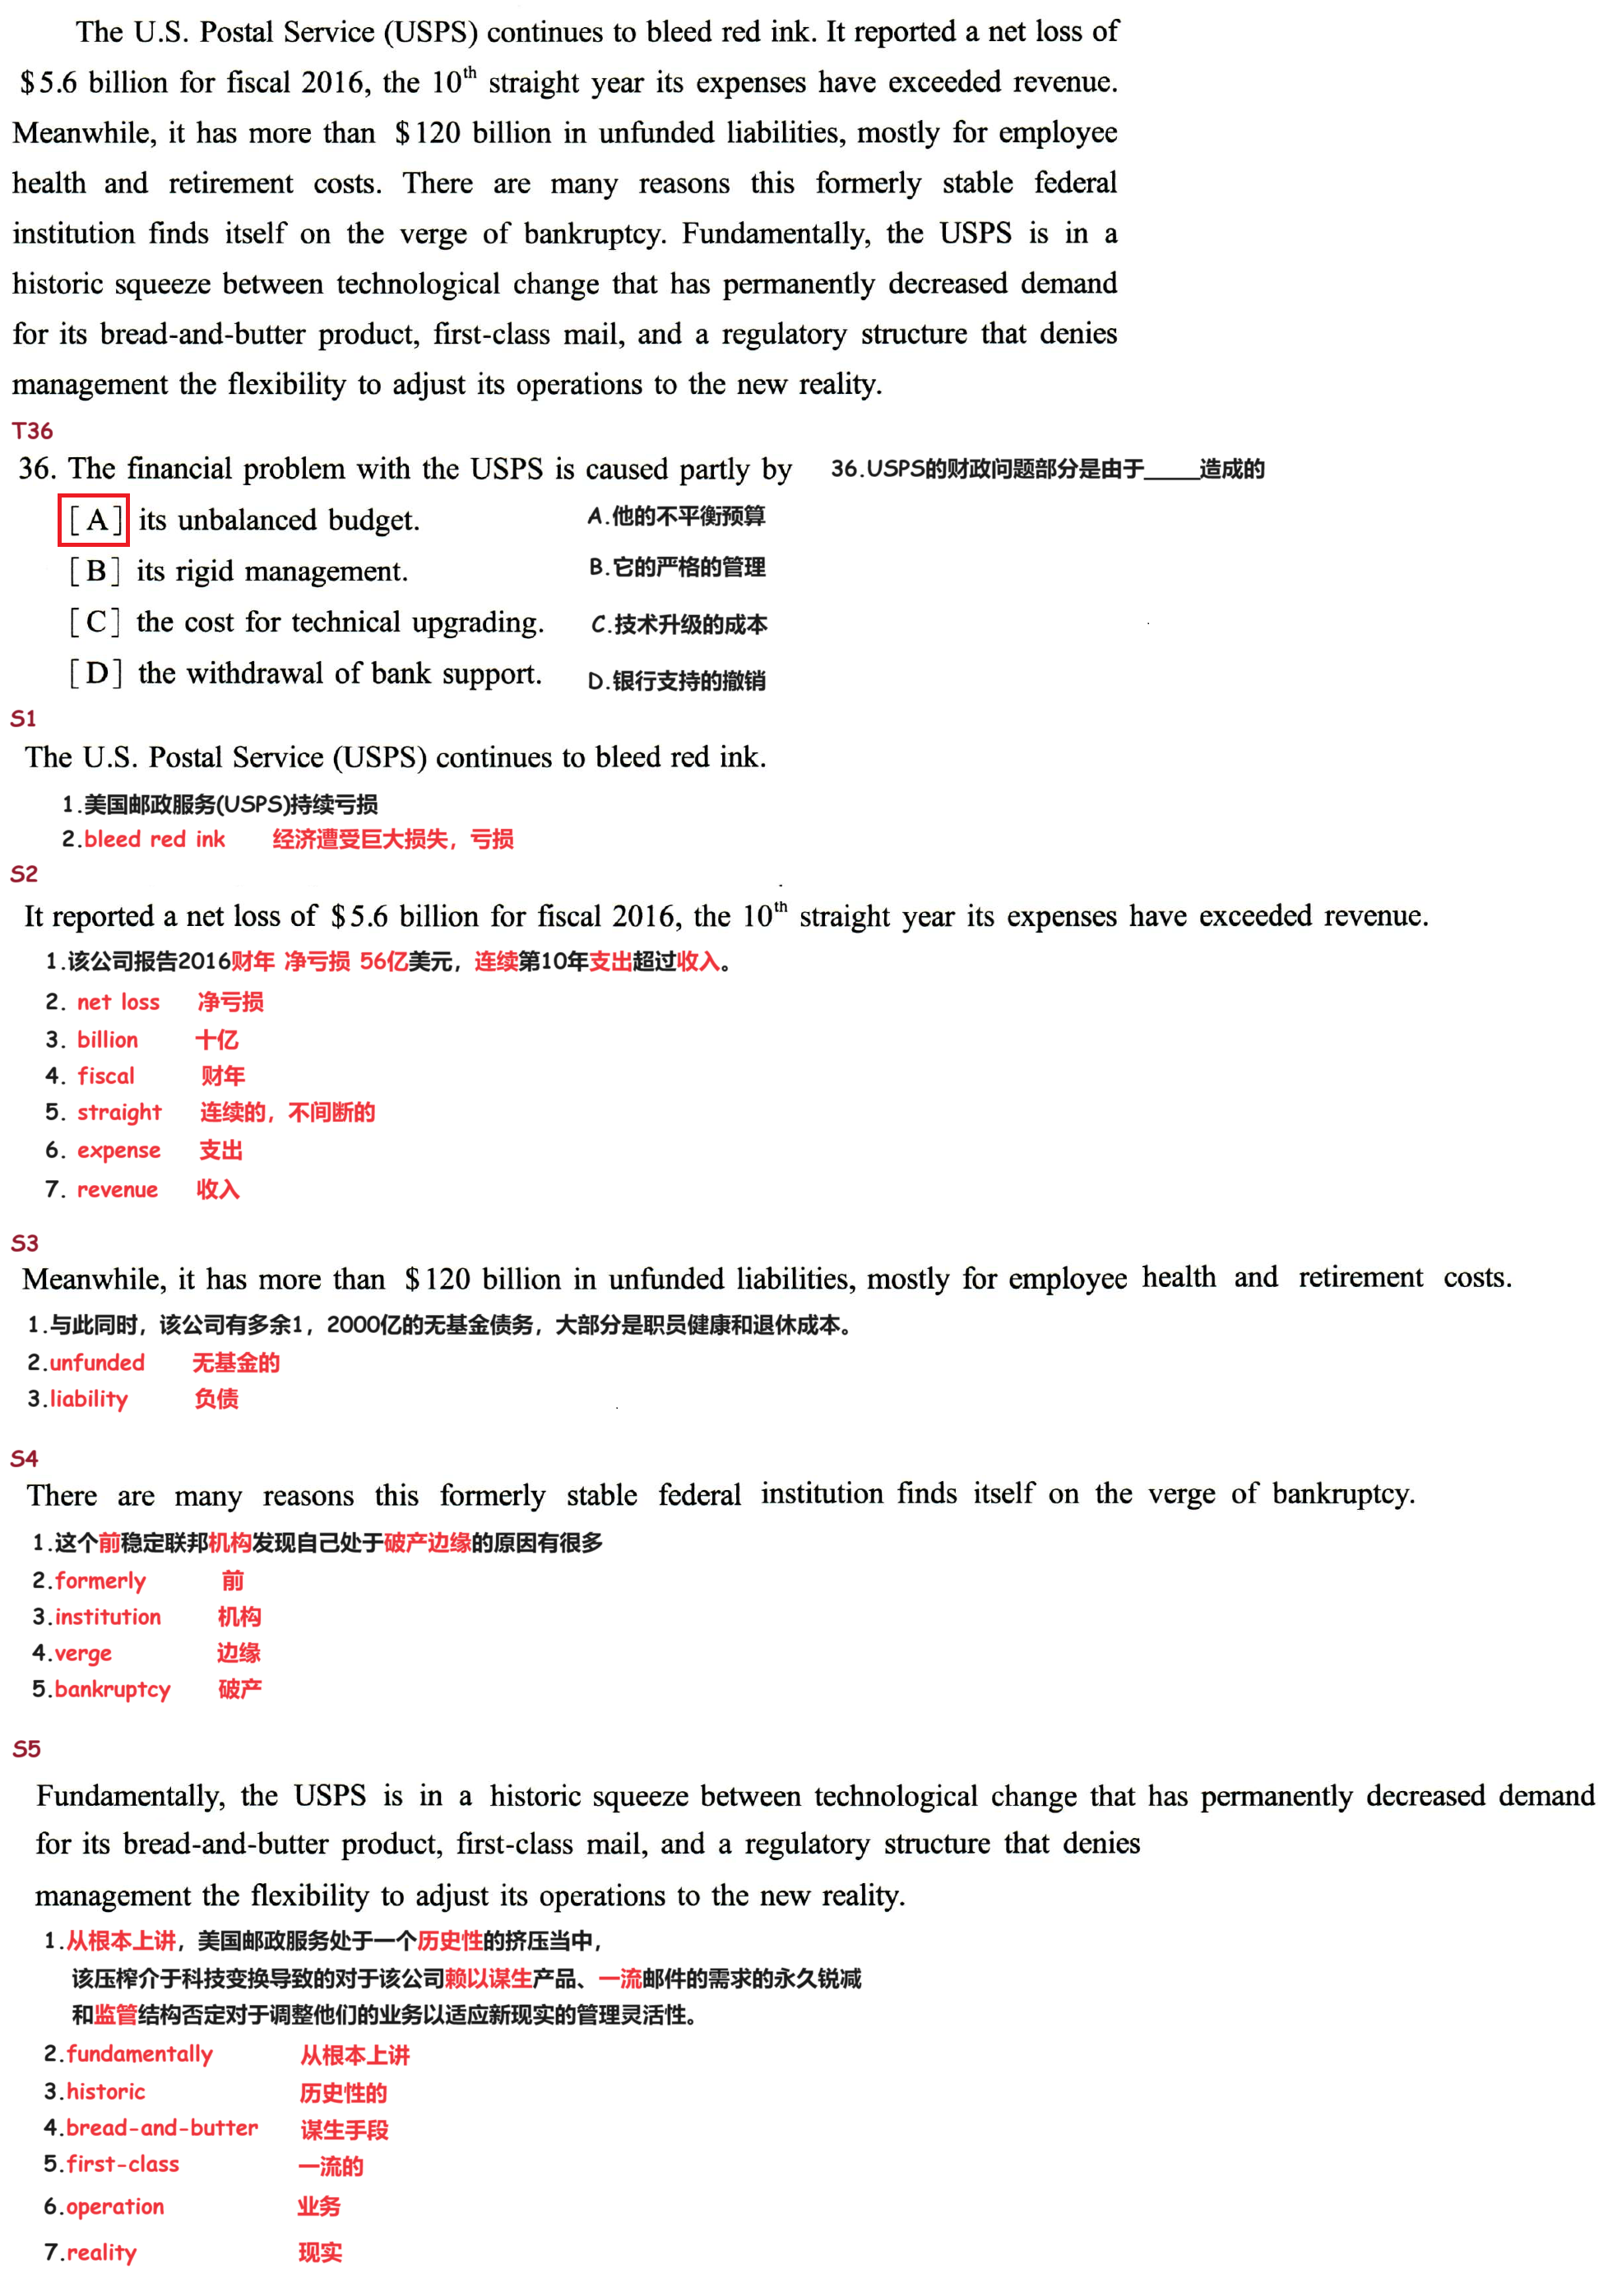 The U.S. Postal Service (USPS) continues to bleed red ink. It reported a net loss of
$5.6 billion for fiscal 2016, the 10th straight year its expenses have exceeded revenue.
Meanwhile, it has more than $120 billion in unfunded liabilities, mostly for employee
health and retirement costs. There are many reasons this formerly stable federal
institution finds itself on the verge of bankruptcy. Fundamentally, the USPS is in a
historic squeeze between technological change that has permanently decreased demand
for its bread-and-butter product, first-class mail, and a regulatory structure that denies
management the flexibility to adjust its operations to the new reality.
T36
36. The financial problem with the USPS is caused partly by 36.USPS的财政问题部分是由于_____造成的
[A] its unbalanced budget. A.他的不平衡预算
[B] its rigid management. B.它的严格的管理
[C] the cost for technical upgrading. C.技术升级的成本
[D] the withdrawal of bank support. D.银行支持的撤销
S1
The U.S. Postal Service (USPS) continues to bleed red ink.
1.美国邮政服务(USPS)持续亏损
2.bleed red ink 经济遭受巨大损失，亏损
S2
It reported a net loss of $5.6 billion for fiscal 2016, the 10th straight year its expenses have exceeded revenue.
1.该公司报告2016财年 净亏损 56亿美元，连续第10年支出超过收入。
2. net loss 净亏损
3. billion 十亿
4. fiscal 财年
5. straight 连续的，不间断的
6. expense 支出
7. revenue 收入
S3
Meanwhile, it has more than $120 billion in unfunded liabilities, mostly for employee health and retirement costs.
1.与此同时，该公司有多余1，2000亿的无基金债务，大部分是职员健康和退休成本。
2.unfunded 无基金的
3.liability 负债
S4
There are many reasons this formerly stable federal institution finds itself on the verge of bankruptcy.
1.这个前稳定联邦机构发现自己处于破产边缘的原因有很多
2.formerly 前
3.institution 机构
4.verge 边缘
5.bankruptcy 破产
S5
Fundamentally, the USPS is in a historic squeeze between technological change that has permanently decreased demand
for its bread-and-butter product, first-class mail, and a regulatory structure that denies
management the flexibility to adjust its operations to the new reality.
1.从根本上讲，美国邮政服务处于一个历史性的挤压当中，
该压榨介于科技变换导致的对于该公司赖以谋生产品、一流邮件的需求的永久锐减
和监管结构否定对于调整他们的业务以适应新现实的管理灵活性。
2.fundamentally 从根本上讲
3.historic 历史性的
4.bread-and-butter 谋生手段
5.first-class 一流的
6.operation 业务
7.reality 现实